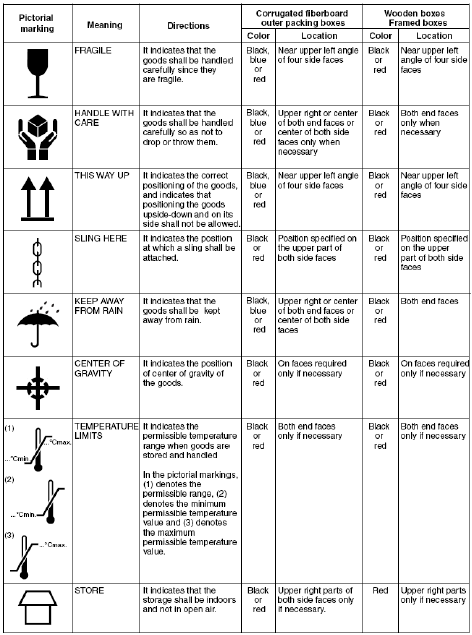 Pictorial marking
Meaning
Directions
Corrugated fiberboard outer packing boxes
Wooden boxes Framed boxes
Color
Location
Color
Location
FRAGILE
It indicates that the
goods shall be handled
carefully since they
are fragile.
Black,
blue
or
red
Near upper left angle
of four side faces
Black
or
red
Near upper left
angle of four side
faces
HANDLE WITH
CARE
It indicates that the
goods shall be handled
carefully so as not to
drop or throw them.
Black,
blue
or
red
Upper right or center
of both end faces or
center of both side
faces only when
necessary
Black
or
red
Both end faces
only when
necessary
THIS WAY UP
It indicates the correct
positioning of the goods,
and indicates that
positioning the goods
upside-down and on its
side shall not be allowed.
Black,
blue
or
red
Near upper left angle
of four side faces
Black
or
red
Near upper left
angle of four side
faces
SLING HERE
It indicates the position
at which a sling shall be
attached.
Black
or
red
Position specified on
the upper part of
both side faces
Black
or
red
Position specified
on the upper
part of both side
faces
KEEP AWAY
FROM RAIN
It indicates that the
goods shall be kept
away from rain.
Black,
blue
or
red
Upper right or center
of both end faces or
center of both side
faces
Black
or
red
Both end faces
CENTER OF
GRAVITY
It indicates the position
of center of gravity of
the goods.
Black
or
red
On faces required
only if necessary
Black
or
red
On faces required
only if necessary
(1)
...°Cmax.
...°Cmin.
(2)
...°Cmin.
(3)
...°Cmax.
TEMPERATURE
LIMITS
It indicates the
permissible temperature
range when goods are
stored and handled
In the pictorial markings,
(1) denotes the
permissible range, (2)
denotes the minimum
permissible temperature
value and (3) denotes
the maximum
permissible temperature
value.
Black
or
red
Both end faces
only if necessary
Black
or
red
Both end faces
only if necessary
STORE
It indicates that the
storage shall be indoors
and not in open air.
Black
or
red
Upper right parts of
both side faces only
if necessary.
Red
Upper right parts
only if necessary